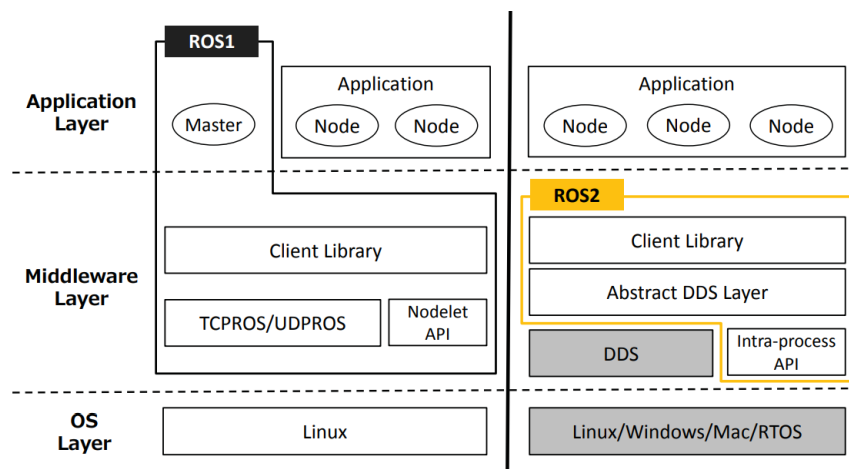 ROS1
Application
Layer
Master
Application
Node
Node
Application
Node
Node
Node
Middleware
Layer
Client Library
TCPROS/UDPROS
Nodelet
API
ROS2
Client Library
Abstract DDS Layer
DDS
Intra-process
API
OS
Layer
Linux
Linux/Windows/Mac/RTOS